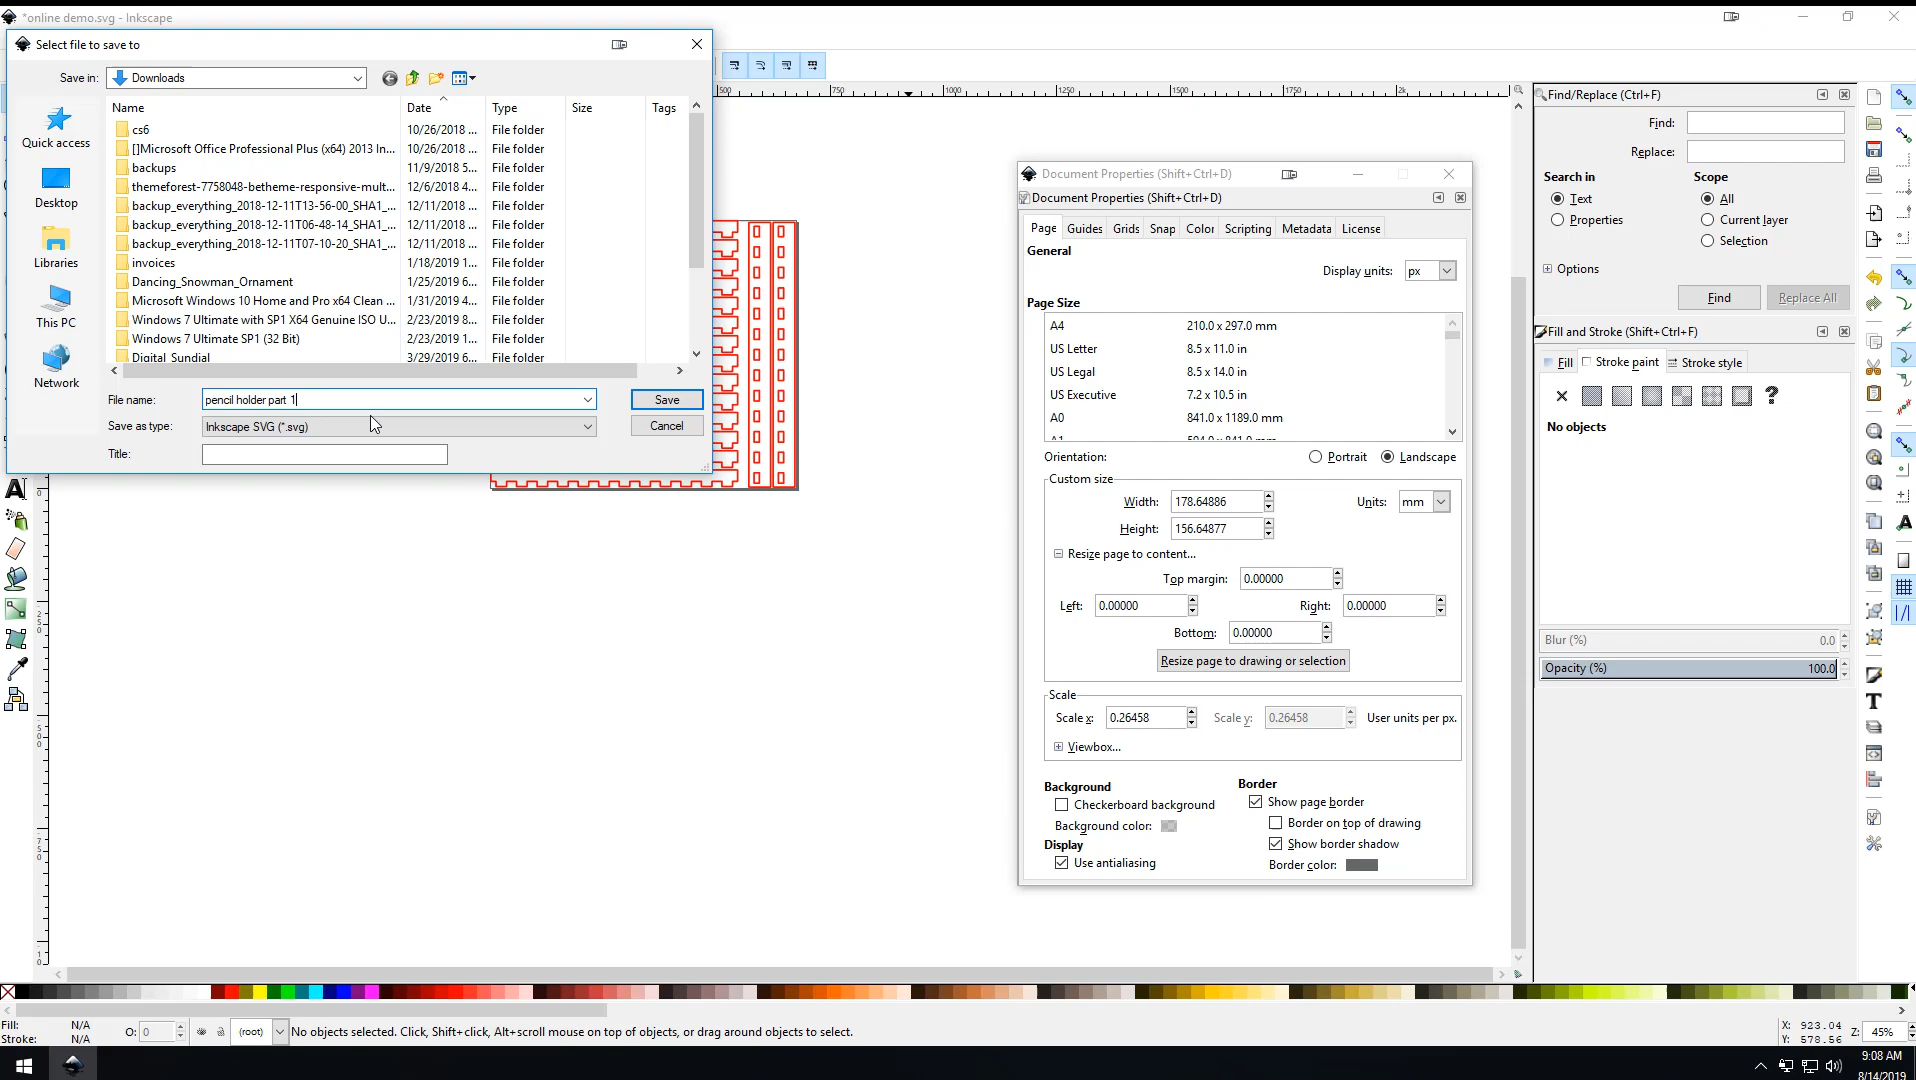 *online demo.svg - Inkscape
Select file to save to
Save in:
Downloads
Name
Date
Type
Size
Tags
cs6
10/26/2018 ...
File folder
[]Microsoft Office Professional Plus (x64) 2013 In...
10/26/2018 ...
File folder
backups
11/9/2018 5...
File folder
themeforest-7758048-betheme-responsive-mult...
12/6/2018 4...
File folder
backup_everything_2018-12-11T13-56-00_SHA1_...
12/11/2018 ...
File folder
backup_everything_2018-12-11T06-48-14_SHA1_...
12/11/2018 ...
File folder
backup_everything_2018-12-11T07-10-20_SHA1_...
12/11/2018 ...
File folder
invoices
1/18/2019 1...
File folder
Dancing_Snowman_Ornament
1/25/2019 6...
File folder
Microsoft Windows 10 Home and Pro x64 Clean ...
1/31/2019 4...
File folder
Windows 7 Ultimate with SP1 X64 Genuine ISO U...
2/23/2019 8...
File folder
Windows 7 Ultimate SP1 (32 Bit)
2/23/2019 1...
File folder
Digital_Sundial
3/29/2019 6...
File folder
Quick access
Desktop
Libraries
This PC
Network
File name:
pencil holder part 1
Save
Save as type:
Inkscape SVG (*.svg)
Cancel
Title:
500
750
1000
1250
1500
1750
2k
Document Properties (Shift+Ctrl+D)
Document Properties (Shift+Ctrl+D)
Page
Guides
Grids
Snap
Color
Scripting
Metadata
License
General
Display units:
px
Page Size
A4
210.0 x 297.0 mm
US Letter
8.5 x 11.0 in
US Legal
8.5 x 14.0 in
US Executive
7.2 x 10.5 in
A0
841.0 x 1189.0 mm
A1
594.0 x 841.0 mm
Orientation:
Portrait
Landscape
Custom size
Width:
178.64886
Units:
mm
Height:
156.64877
Resize page to content...
Top margin:
0.00000
Left:
0.00000
Right:
0.00000
Bottom:
0.00000
Resize page to drawing or selection
Scale
Scale x:
0.26458
Scale y:
0.26458
User units per px.
Viewbox...
Background
Checkerboard background
Background color:
Display
Use antialiasing
Border
Show page border
Border on top of drawing
Show border shadow
Border color:
Find/Replace (Ctrl+F)
Find:
Replace:
Search in
Scope
Text
All
Properties
Current layer
Selection
Options
Find
Replace All
Fill and Stroke (Shift+Ctrl+F)
Fill
Stroke paint
Stroke style
No objects
Blur (%)
0.0
Opacity (%)
100.0
Fill:
N/A
Stroke:
N/A
O:
0
(root)
No objects selected. Click, Shift+click, Alt+scroll mouse on top of objects, or drag around objects to select.
X: 923.04
Y: 578.56
Z:
45%
9:08 AM
8/14/2019